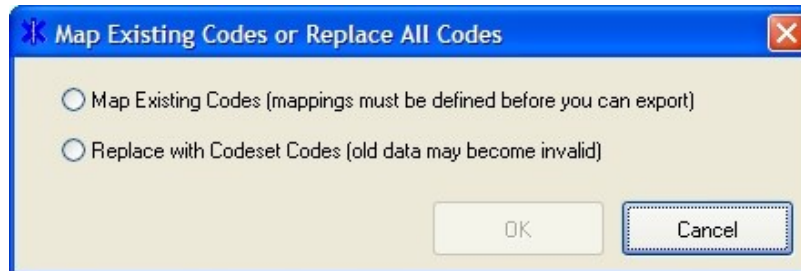 Map Existing Codes or Replace All Codes
Map Existing Codes (mappings must be defined before you can export)
Replace with Codeset Codes (old data may become invalid)
OK Cancel